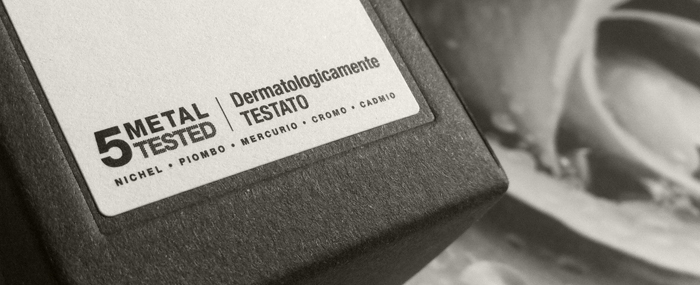 5 METAL TESTED
Dermatologicamente
TESTATO
NICHEL • PIOMBO • MERCURIO • CROMO • CADMIO